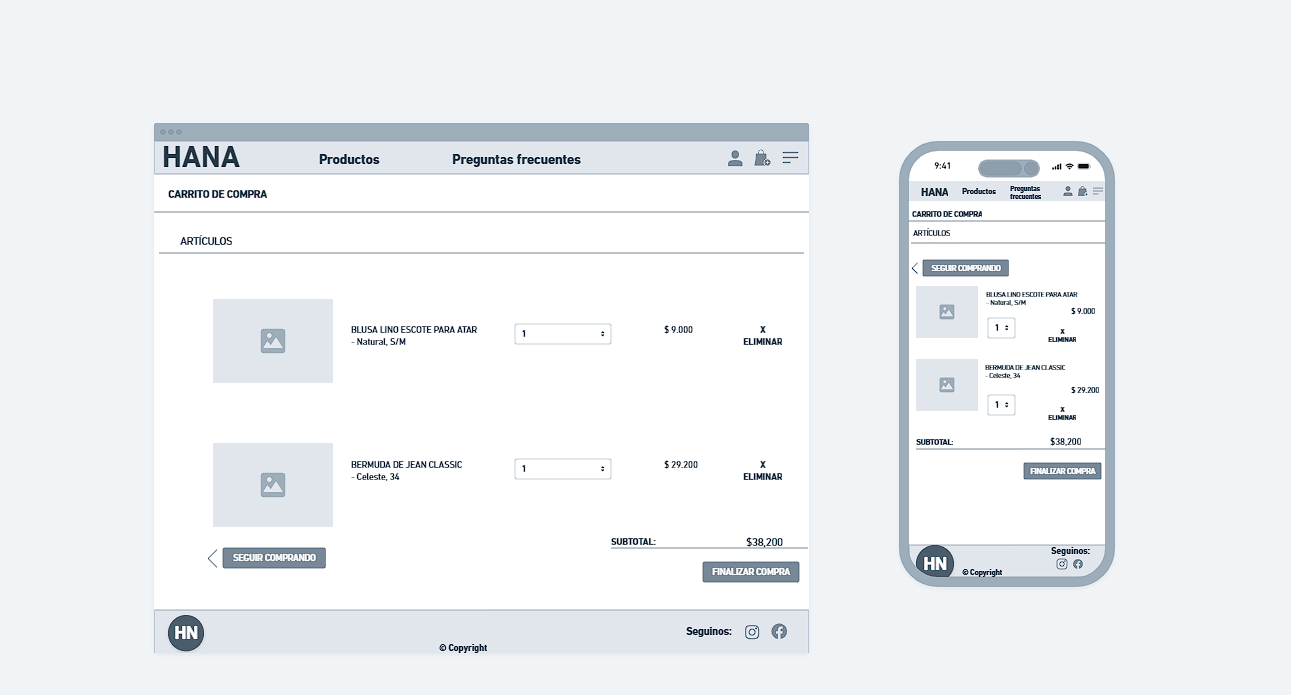 HANA
Productos
Preguntas frecuentes
CARRITO DE COMPRA
ARTÍCULOS
BLUSA LINO ESCOTE PARA ATAR
- Natural, S/M
1
$ 9.000
X
ELIMINAR
BERMUDA DE JEAN CLASSIC
- Celeste, 34
1
$ 29.200
X
ELIMINAR
SUBTOTAL:
$38,200
SEGUIR COMPRANDO
FINALIZAR COMPRA
HN
© Copyright
Seguinos:
9:41
HANA
Productos
Preguntas
frecuentes
CARRITO DE COMPRA
ARTÍCULOS
SEGUIR COMPRANDO
BLUSA LINO ESCOTE PARA ATAR
- Natural, S/M
$ 9.000
1
X
ELIMINAR
BERMUDA DE JEAN CLASSIC
- Celeste, 34
$ 29.200
1
X
ELIMINAR
SUBTOTAL:
$38,200
FINALIZAR COMPRA
HN
© Copyright
Seguinos: